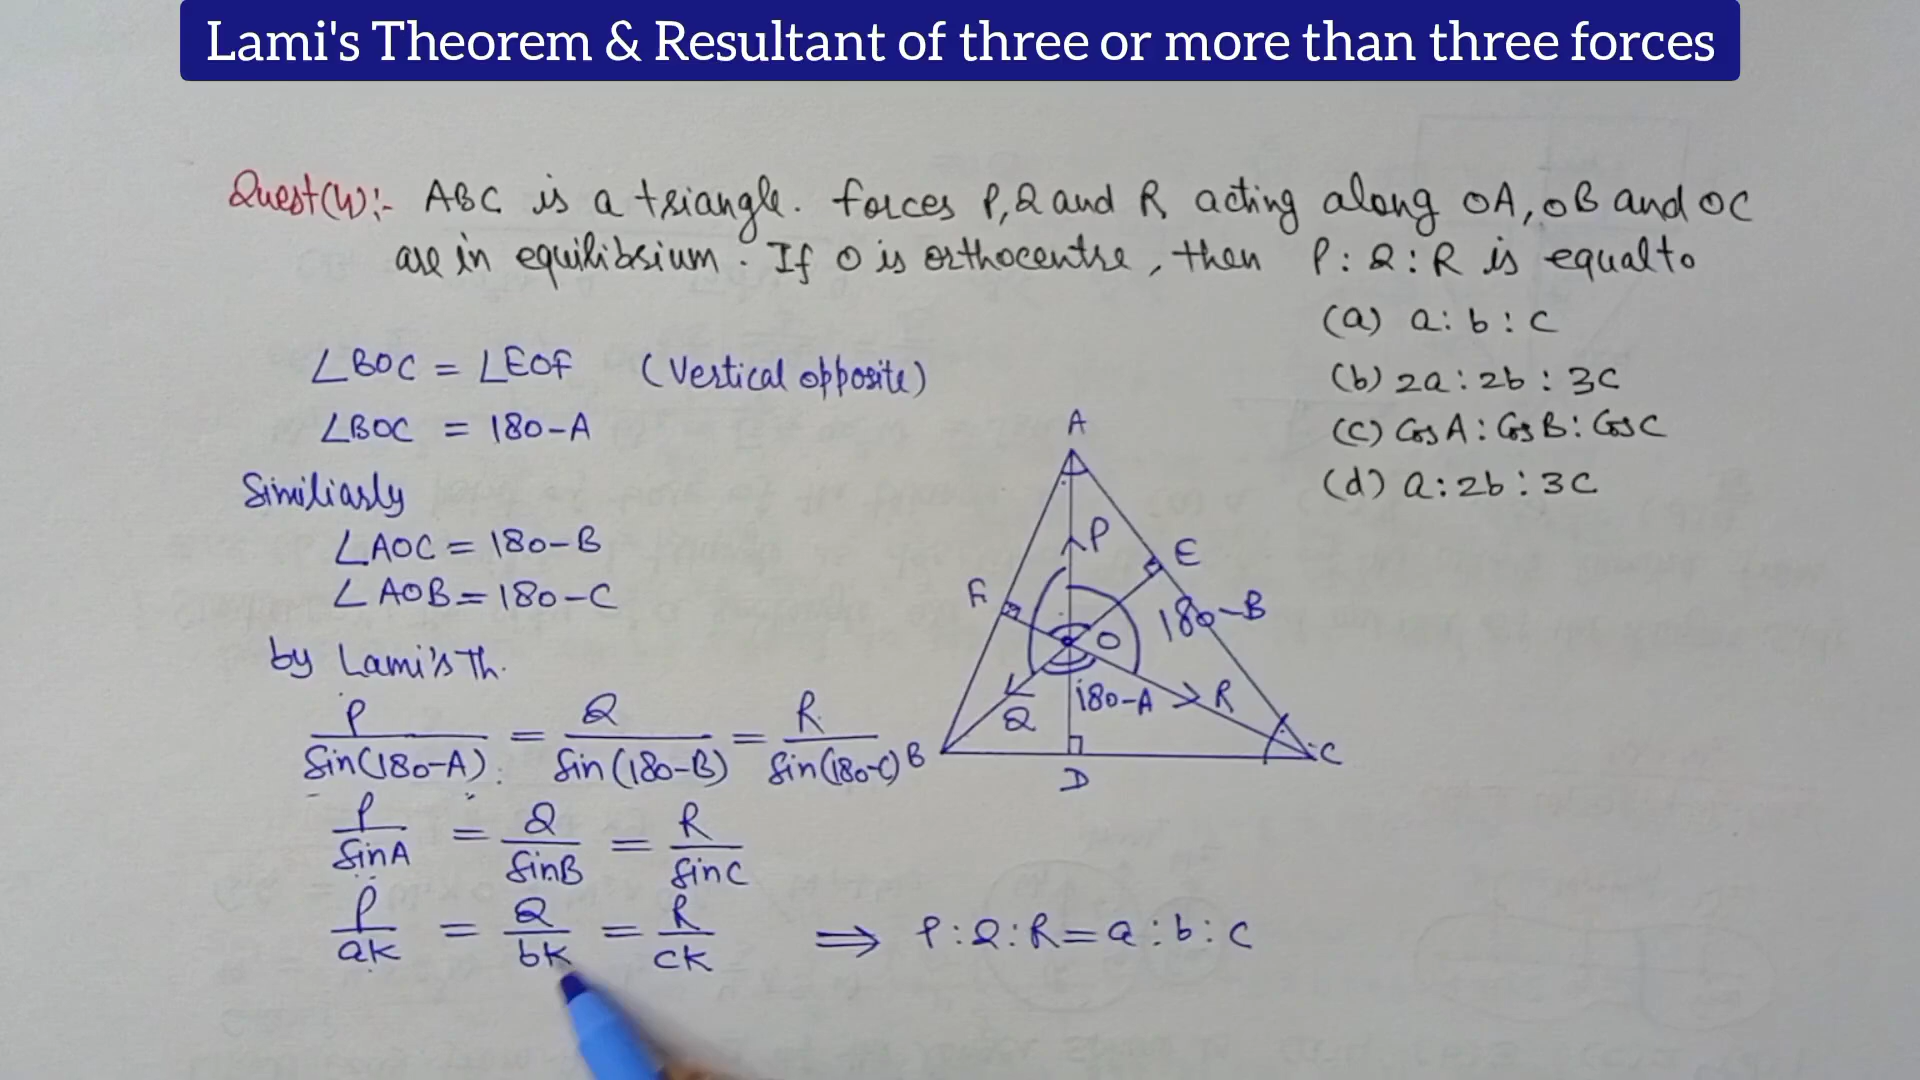 Lami's Theorem & Resultant of three or more than three forces
Quest(4):- ABC is a triangle. forces P,Q and R acting along OA, OB and OC
are in equilibrium. If O is orthocentre, then P:Q:R is equal to
(a) a:b:c
(b) 2a:2b:3c
(c) CosA:CosB:CosC
(d) a:2b:3c
∠BOC = ∠EOF (Vertical opposite)
∠BOC = 180-A
Similiarly
∠AOC = 180-B
∠AOB = 180-C
by Lami's Th.
P/Sin(180-A) = Q/Sin(180-B) = R/Sin(180-C)
P/SinA = Q/SinB = R/SinC
P/ak = Q/bk = R/ck ⇒ P:Q:R=a:b:c
A
P
E
F
180-B
O
180-A
R
Q
B
C
D